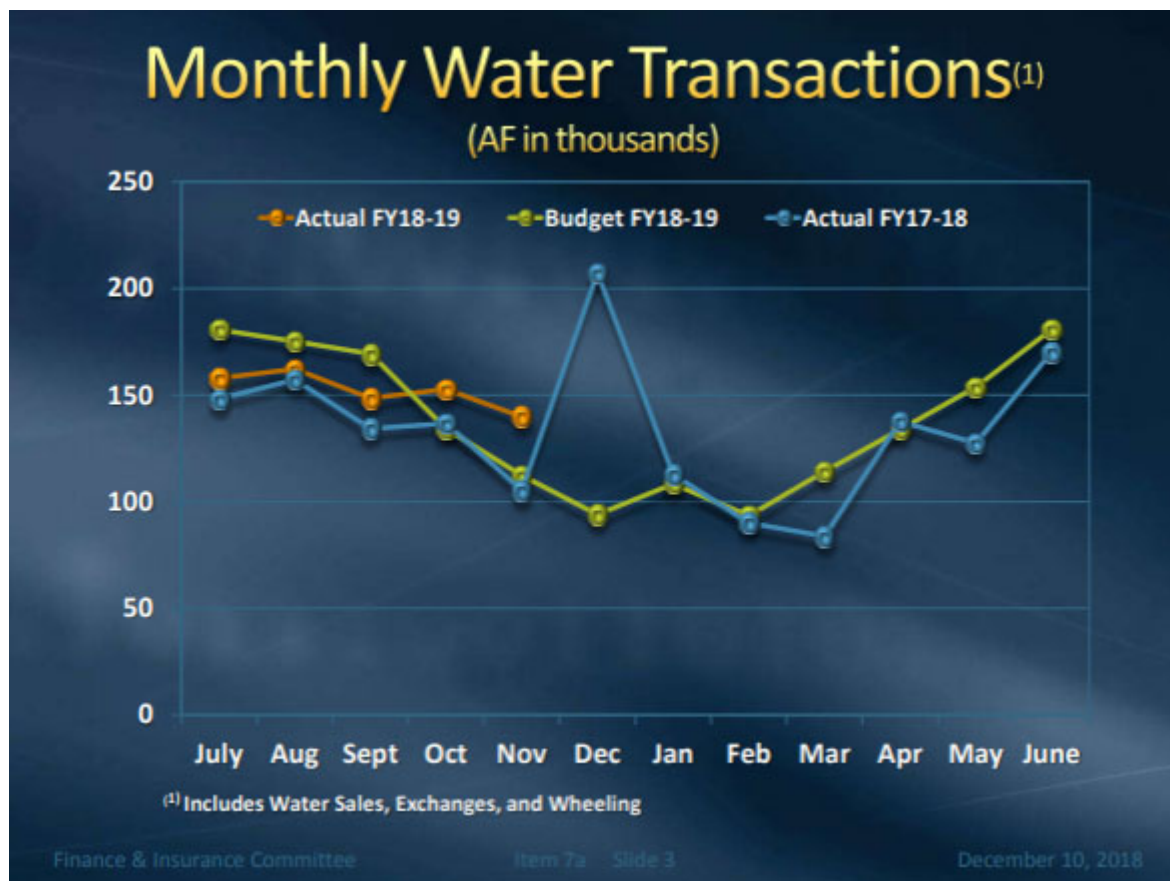 Monthly Water Transactions(1)
(AF in thousands)
250
Actual FY18-19 Budget FY18-19 Actual FY17-18
200
150
100
50
0
July Aug Sept Oct Nov Dec Jan Feb Mar Apr May June
(1) Includes Water Sales, Exchanges, and Wheeling
Finance & Insurance Committee Item 7a Slide 3 December 10, 2018